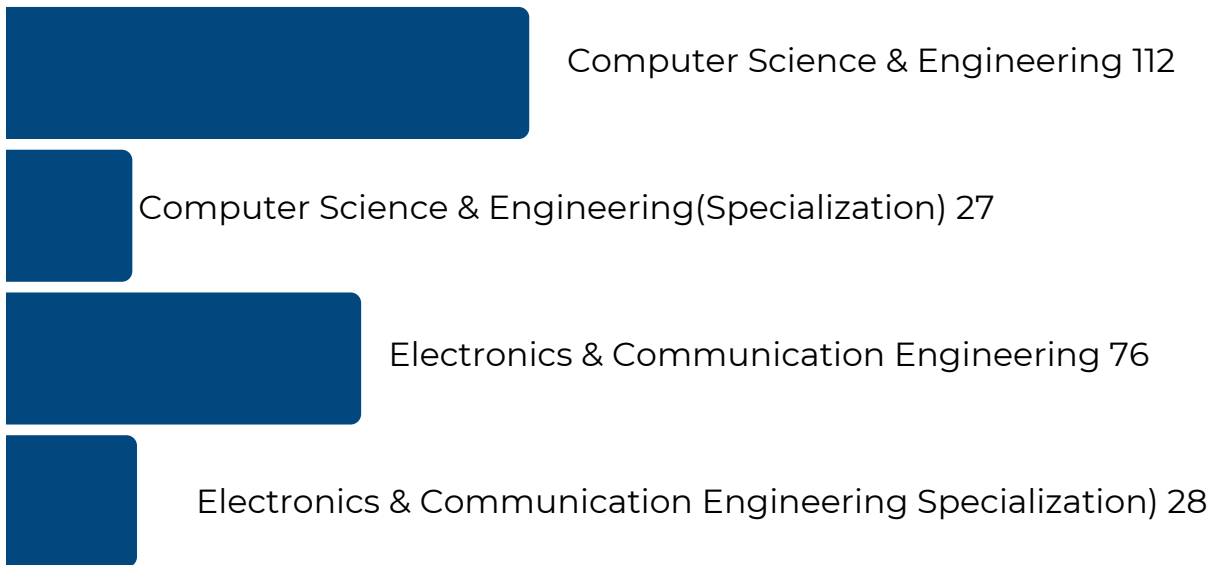 Computer Science & Engineering 112
Computer Science & Engineering(Specialization) 27
Electronics & Communication Engineering 76
Electronics & Communication Engineering Specialization) 28